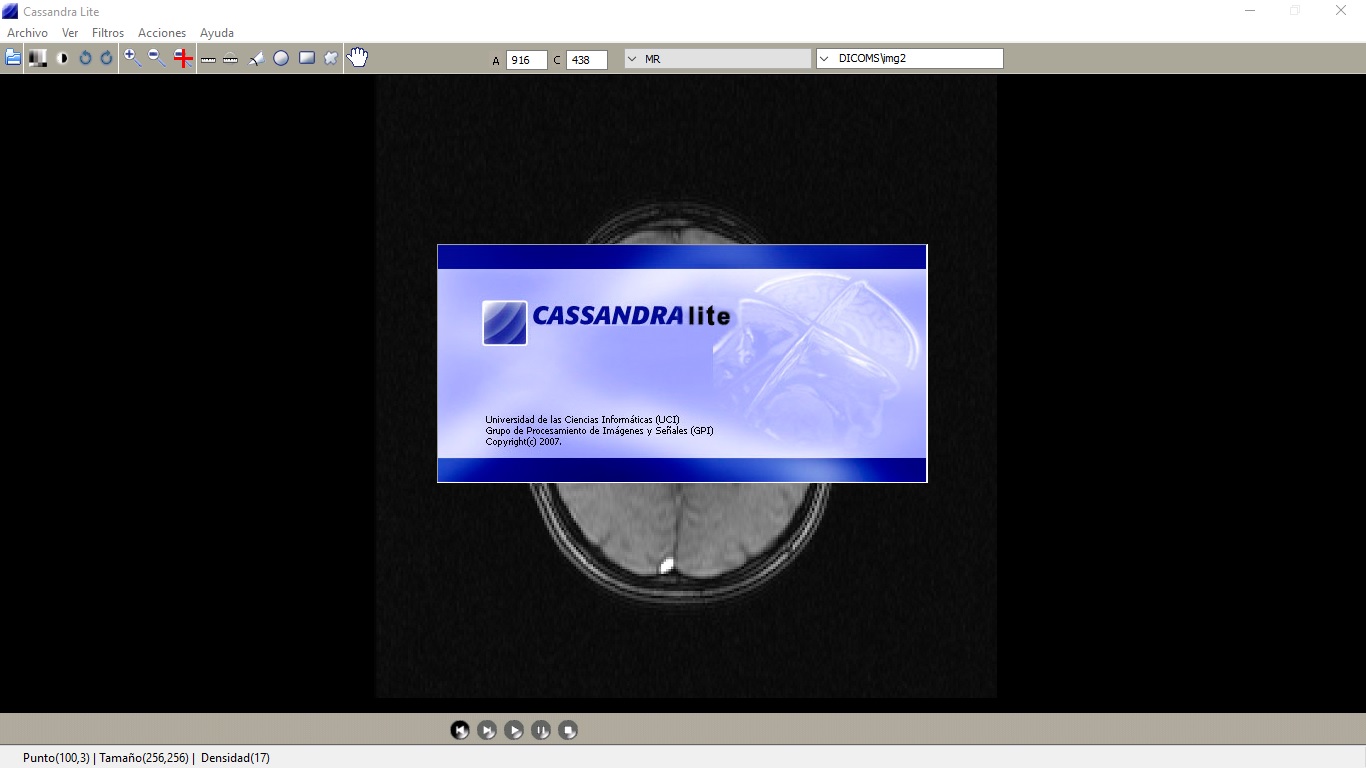 Cassandra Lite
Archivo Ver Filtros Acciones Ayuda
A 916 C 438 MR DICOMS\img2
CASSANDRA lite
Universidad de las Ciencias Informáticas (UCI)
Grupo de Procesamiento de Imágenes y Señales (GPI)
Copyright(c) 2007.
Punto(100,3) | Tamaño(256,256) | Densidad(17)